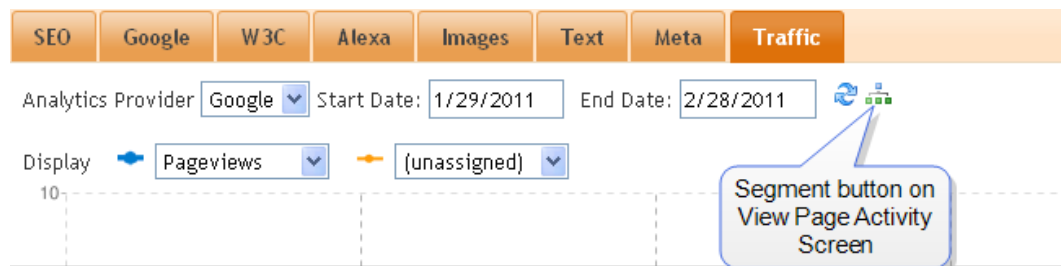 SEO Google W3C Alexa Images Text Meta Traffic
Analytics Provider Google Start Date: 1/29/2011 End Date: 2/28/2011
Display Pageviews (unassigned)
10
Segment button on
View Page Activity
Screen